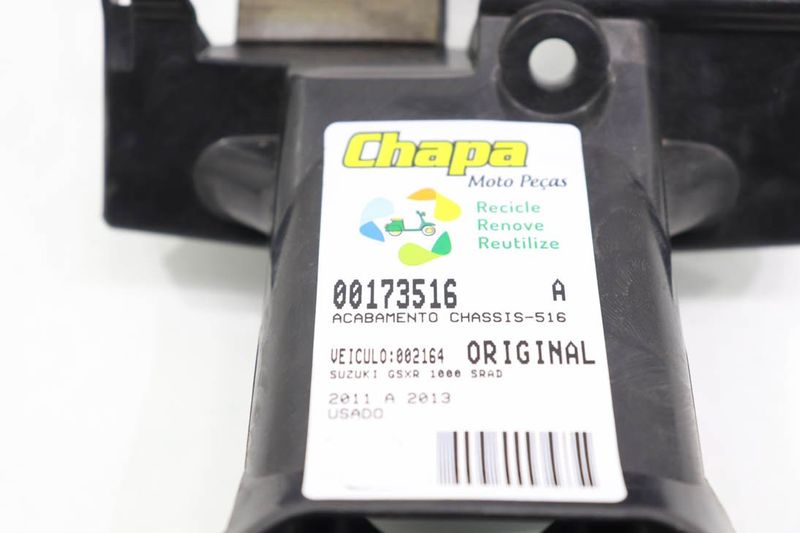 Chapa
Moto Peças
Recicle
Renove
Reutilize
00173516 A
ACABAMENTO CHASSIS-516
VEICULO:002164 ORIGINAL
SUZUKI GSXR 1000 SRAD
2011 A 2013
USADO